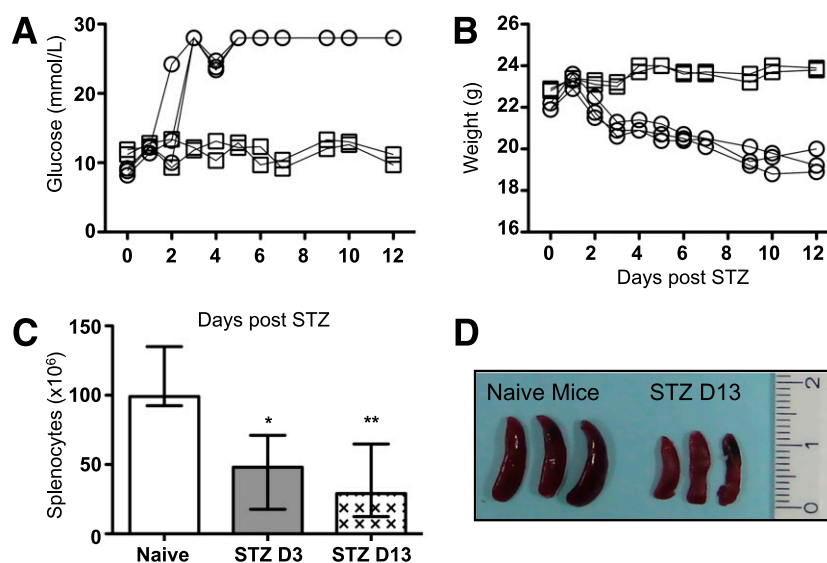 A
Glucose (mmol/L)
30
20
10
0
0 2 4 6 8 10 12
Days post STZ
B
Weight (g)
26
24
22
20
18
16
0 2 4 6 8 10 12
Days post STZ
C
Splenocytes (x10⁶)
150
100
50
0
*
**
Naive STZ D3 STZ D13
D
Naive Mice STZ D13
2
1
0